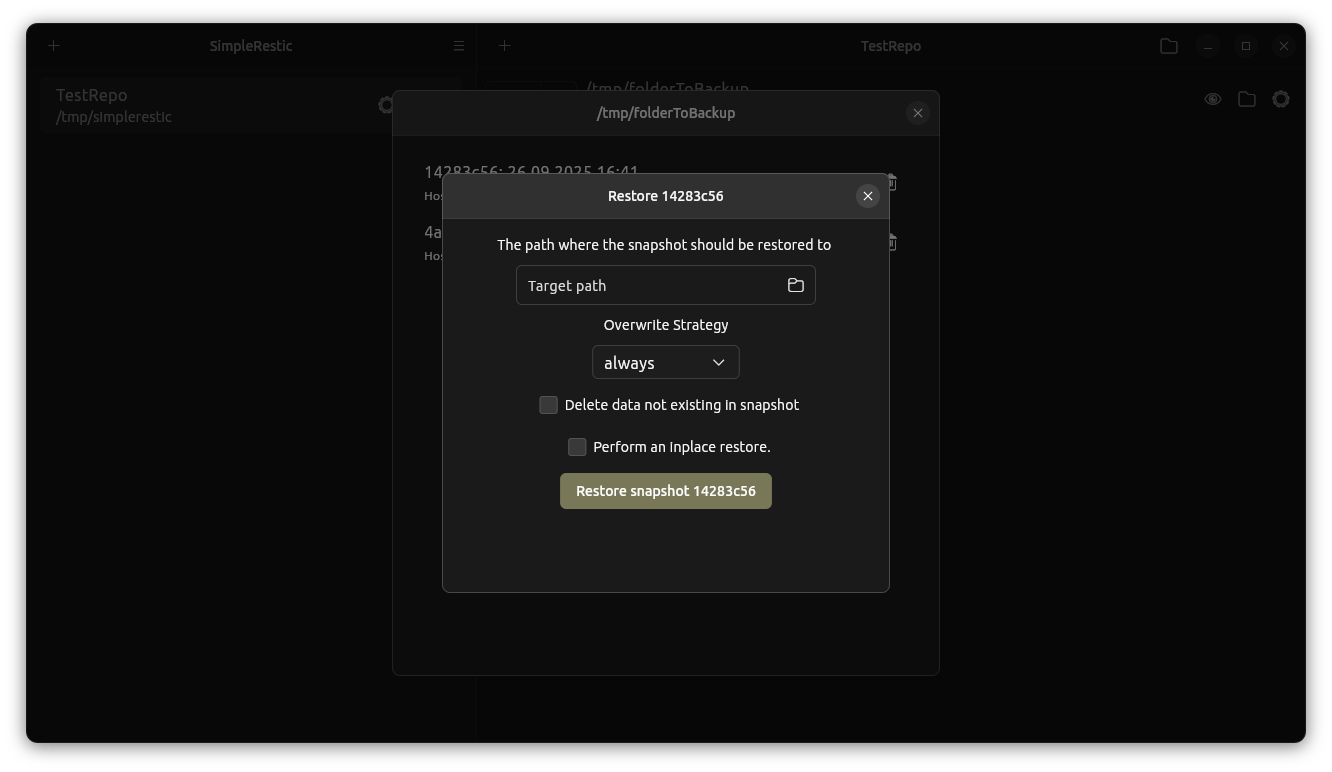 SimpleRestic
TestRepo
TestRepo
/tmp/simplerestic
/tmp/folderToBackup
/tmp/folderToBackup
14283c56: 26.09.2025 16:41
Hos
4a
Hos
Restore 14283c56
The path where the snapshot should be restored to
Target path
Overwrite Strategy
always
Delete data not existing in snapshot
Perform an inplace restore.
Restore snapshot 14283c56